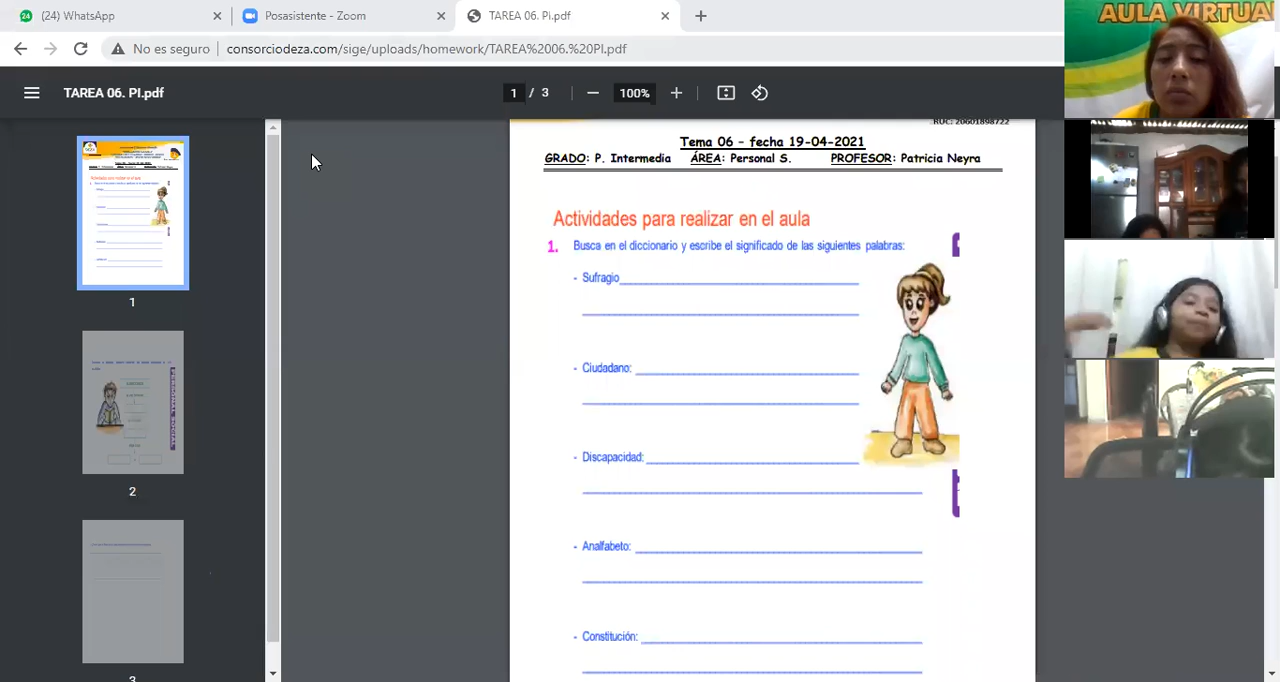 (24) WhatsApp
Posasistente - Zoom
TAREA 06. Pi.pdf
No es seguro
consorciodeza.com/sige/uploads/homework/TAREA%2006.%20PI.pdf
TAREA 06. PI.pdf
1 / 3
100%
AULA VIRTUAL
1
2
3
RUC: 20601898722
Tema 06 – fecha 19-04-2021
GRADO: P. Intermedia ÁREA: Personal S. PROFESOR: Patricia Neyra
Actividades para realizar en el aula
1. Busca en el diccionario y escribe el significado de las siguientes palabras:
- Sufragio
- Ciudadano:
- Discapacidad:
- Analfabeto:
- Constitución: